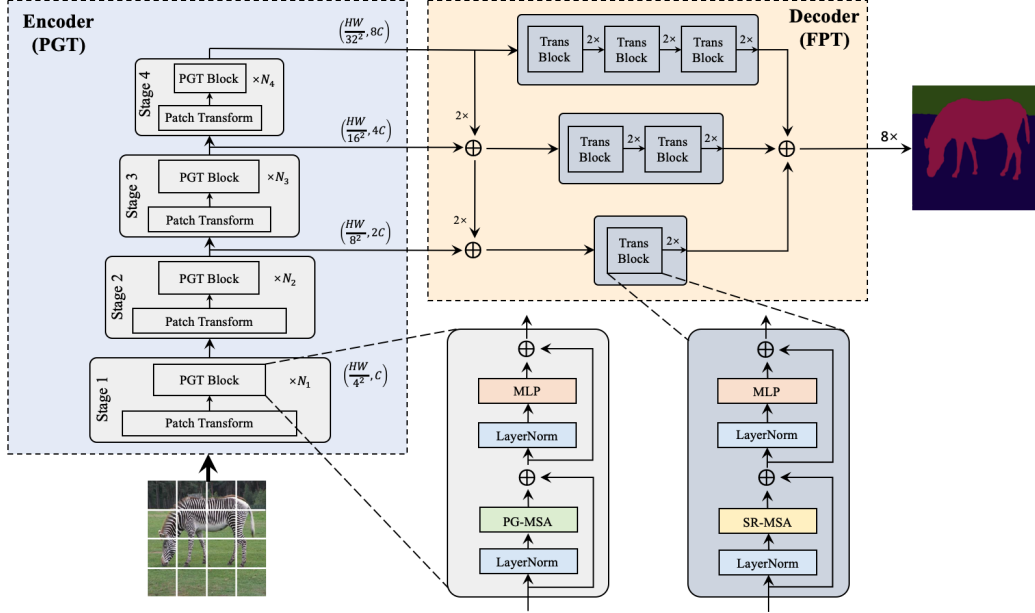 Encoder
(PGT)
Decoder
(FPT)
(HW/32², 8C)
Trans
Block
2×
Trans
Block
2×
Trans
Block
2×
Stage 4
PGT Block
×N₄
Patch Transform
2×
(HW/16², 4C)
Trans
Block
2×
Trans
Block
2×
8×
Stage 3
PGT Block
×N₃
Patch Transform
2×
(HW/8², 2C)
Trans
Block
2×
Stage 2
PGT Block
×N₂
Patch Transform
Stage 1
PGT Block
×N₁
(HW/4², C)
Patch Transform
MLP
LayerNorm
PG-MSA
LayerNorm
MLP
LayerNorm
SR-MSA
LayerNorm